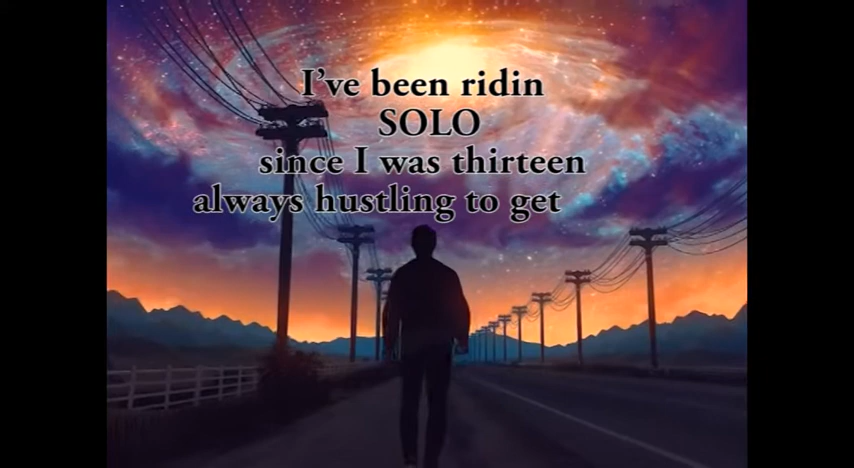 I’ve been ridin
SOLO
since I was thirteen
always hustling to get